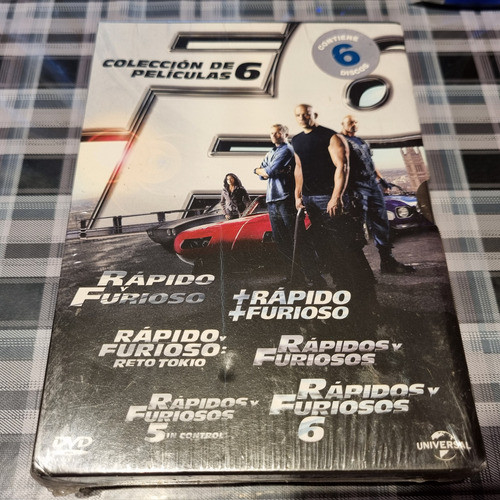 COLECCIÓN DE
PELÍCULAS 6
CONTIENE
6
DISCOS
RÁPIDO
Y
FURIOSO
+RÁPIDO
+FURIOSO
RÁPIDO Y
FURIOSO:
RETO TOKIO
RÁPIDOS Y
FURIOSOS
RÁPIDOS Y
FURIOSOS
5 IN CONTROL
RÁPIDOS Y
FURIOSOS
6
DVD
UNIVERSAL